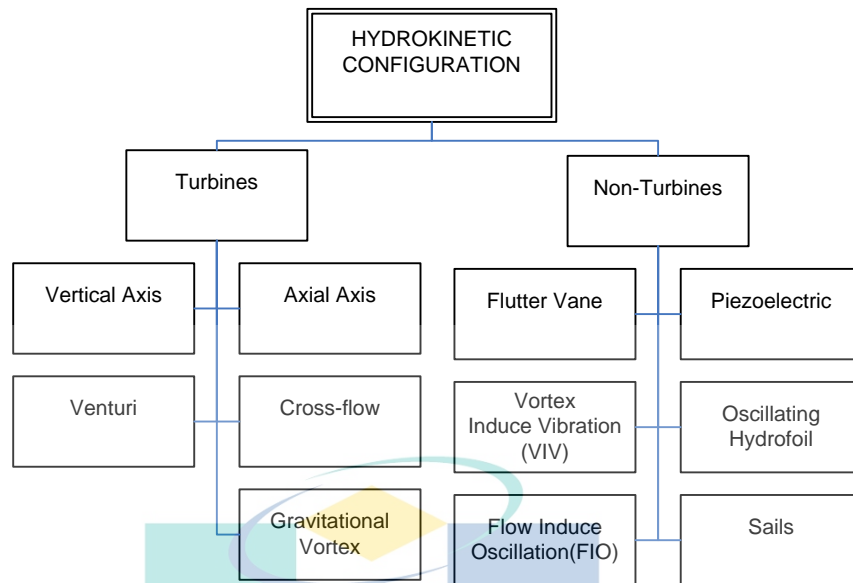 HYDROKINETIC
CONFIGURATION
Turbines
Non-Turbines
Vertical Axis
Axial Axis
Flutter Vane
Piezoelectric
Venturi
Cross-flow
Vortex
Induce Vibration
(VIV)
Oscillating
Hydrofoil
Gravitational
Vortex
Flow Induce
Oscillation(FIO)
Sails